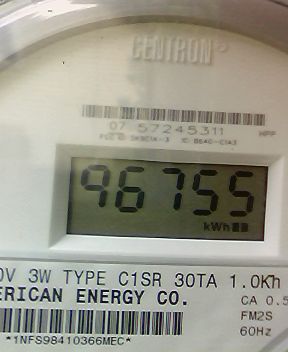 CENTRON®
07 57245311 HPP
96755
kWh
0V 3W TYPE C1SR 30TA 1.0Kh
ERICAN ENERGY CO. CA 0.5
FM2S
*1NFS98410366MEC* 60Hz